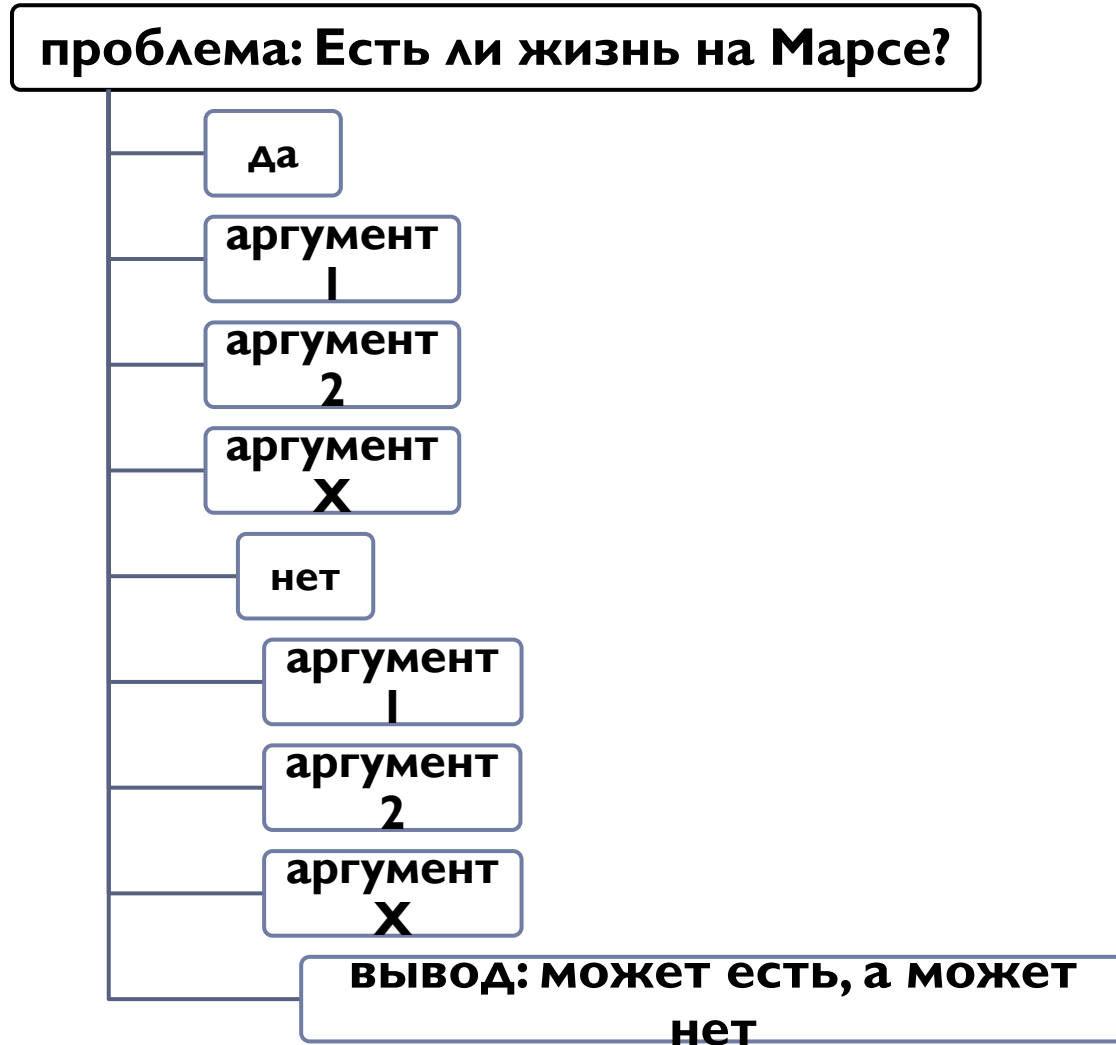 проблема: Есть ли жизнь на Марсе?
да
аргумент
1
аргумент
2
аргумент
X
нет
аргумент
1
аргумент
2
аргумент
X
вывод: может есть, а может
нет